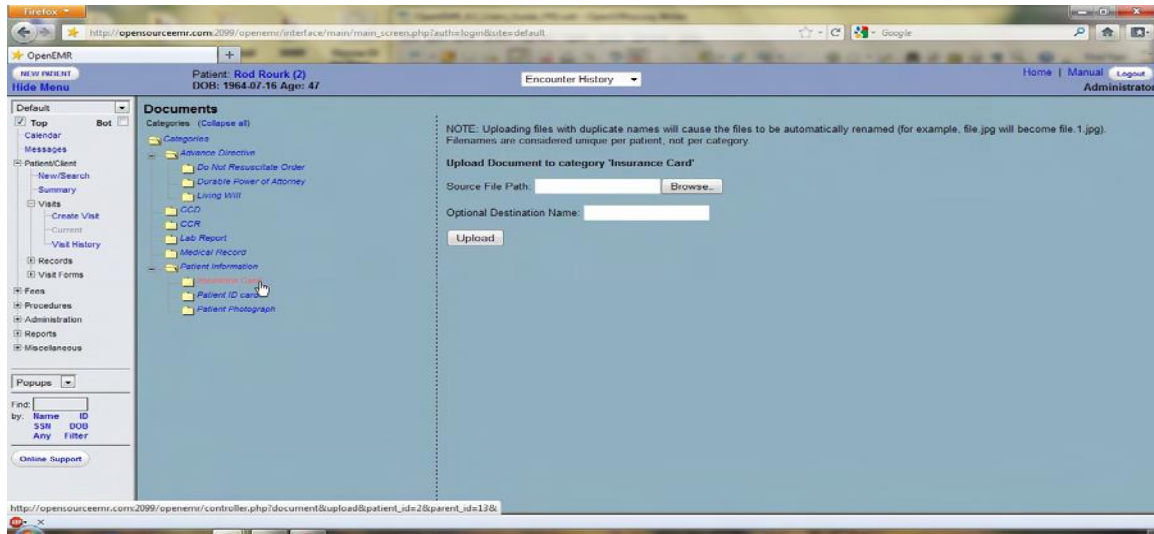 Firefox
http://opensourceemr.com:2099/openemr/interface/main/main_screen.php?auth=login&site=default
Google
OpenEMR
NEW PATIENT
Hide Menu
Patient: Rod Rourk (2)
DOB: 1964-07-16 Age: 47
Encounter History
Home | Manual Logout
Administrator
Default
Top Bot
Calendar
Messages
Patient/Client
New/Search
Summary
Visits
Create Visit
Current
Visit History
Records
Visit Forms
Fees
Procedures
Administration
Reports
Miscellaneous
Popups
Find:
by: Name ID
SSN DOB
Any Filter
Online Support
Documents
Categories (Collapse all)
Categories
Advance Directive
Do Not Resuscitate Order
Durable Power of Attorney
Living Will
CCD
CCR
Lab Report
Medical Record
Patient Information
Insurance Card
Patient ID card
Patient Photograph
NOTE: Uploading files with duplicate names will cause the files to be automatically renamed (for example, file.jpg will become file.1.jpg).
Filenames are considered unique per patient, not per category.
Upload Document to category 'Insurance Card'
Source File Path: Browse...
Optional Destination Name:
Upload
http://opensourceemr.com:2099/openemr/controller.php?document&upload&patient_id=2&parent_id=13&